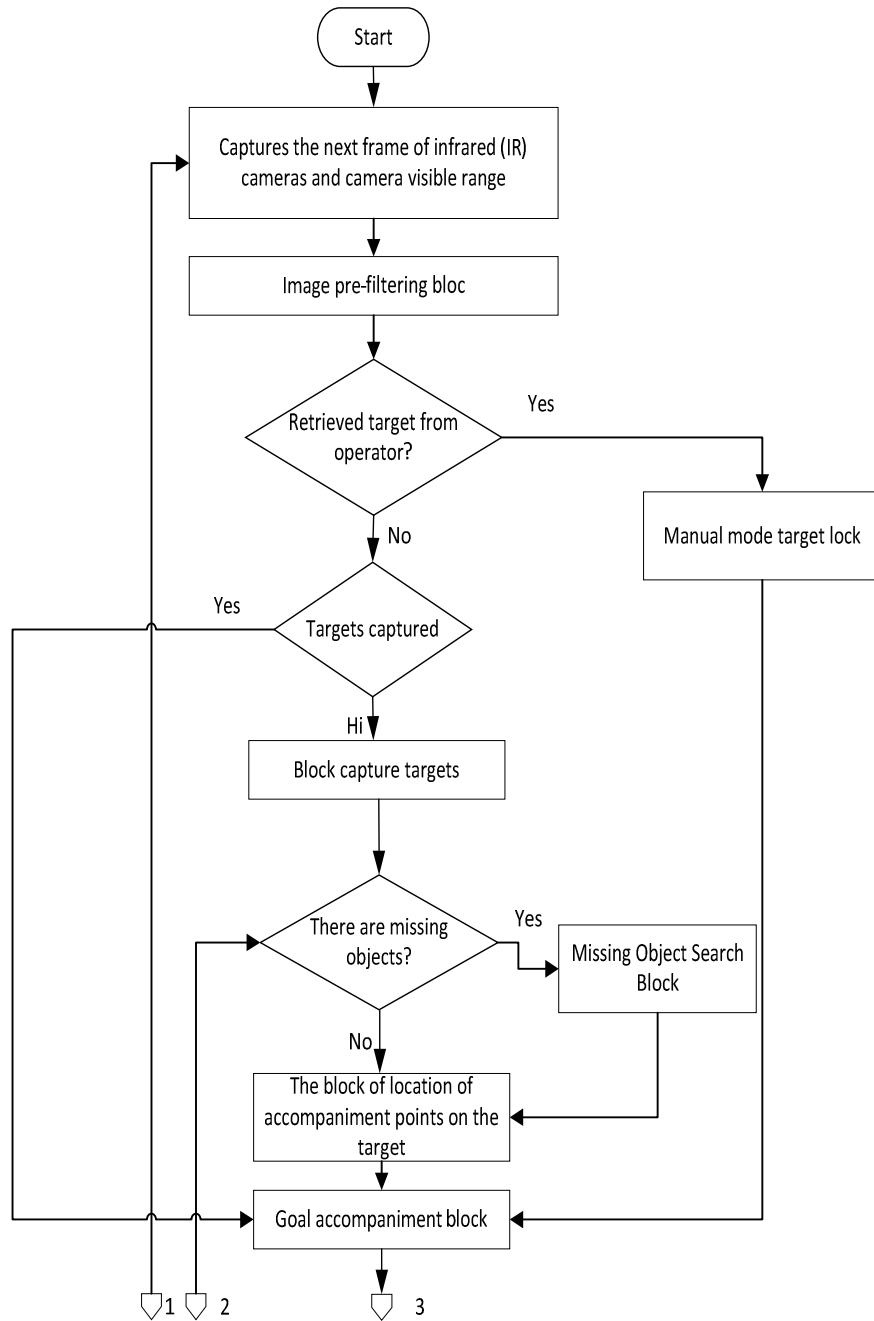 Start
Captures the next frame of infrared (IR)
cameras and camera visible range
Image pre-filtering bloc
Retrieved target from
operator?
Yes
No
Manual mode target lock
Yes
Targets captured
Hi
Block capture targets
There are missing
objects?
Yes
Missing Object Search
Block
No
The block of location of
accompaniment points on the
target
Goal accompaniment block
1
2
3